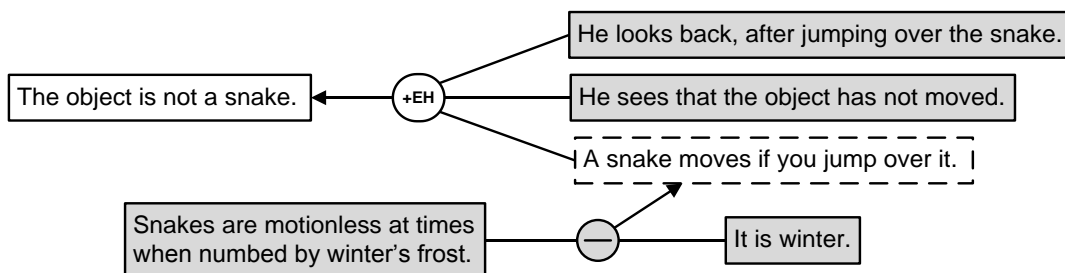 He looks back, after jumping over the snake.
The object is not a snake.
+EH
He sees that the object has not moved.
A snake moves if you jump over it.
Snakes are motionless at times
when numbed by winter's frost.
—
It is winter.